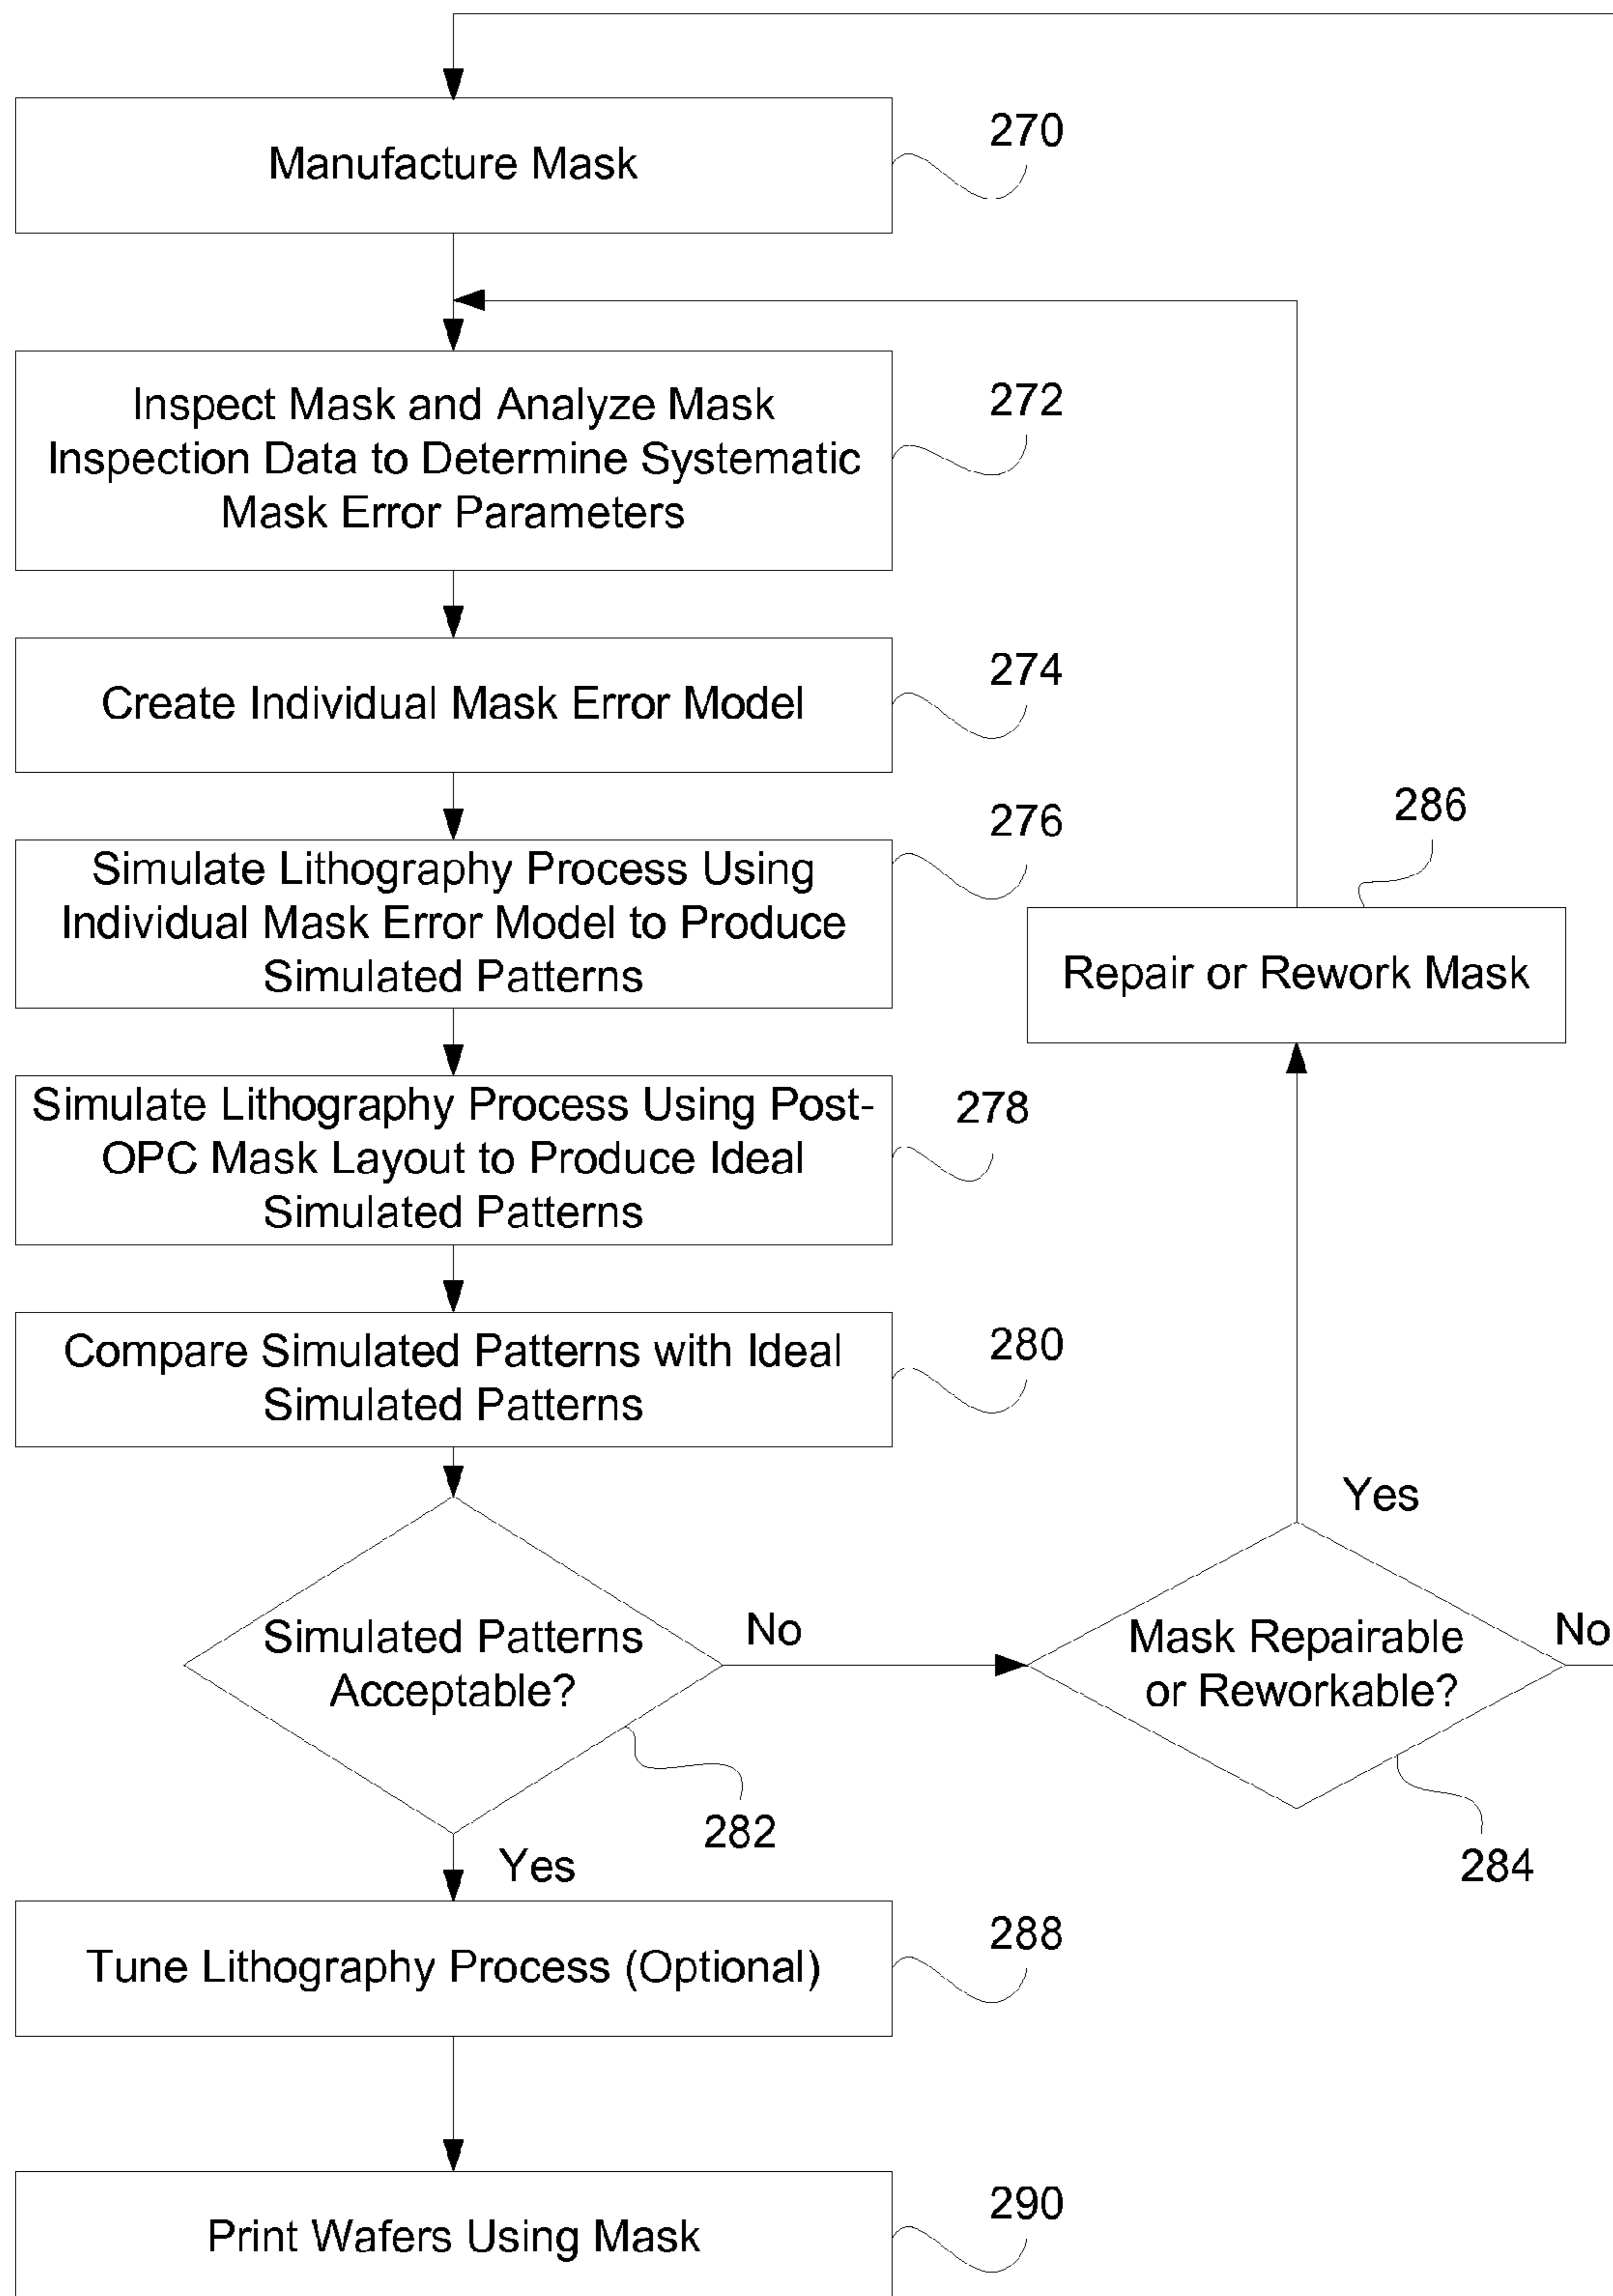 Manufacture Mask
270
Inspect Mask and Analyze Mask
Inspection Data to Determine Systematic
Mask Error Parameters
272
Create Individual Mask Error Model
274
Simulate Lithography Process Using
Individual Mask Error Model to Produce
Simulated Patterns
276
286
Repair or Rework Mask
Simulate Lithography Process Using Post-
OPC Mask Layout to Produce Ideal
Simulated Patterns
278
Compare Simulated Patterns with Ideal
Simulated Patterns
280
Simulated Patterns
Acceptable?
No
282
Yes
Mask Repairable
or Reworkable?
Yes
No
284
Tune Lithography Process (Optional)
288
Print Wafers Using Mask
290